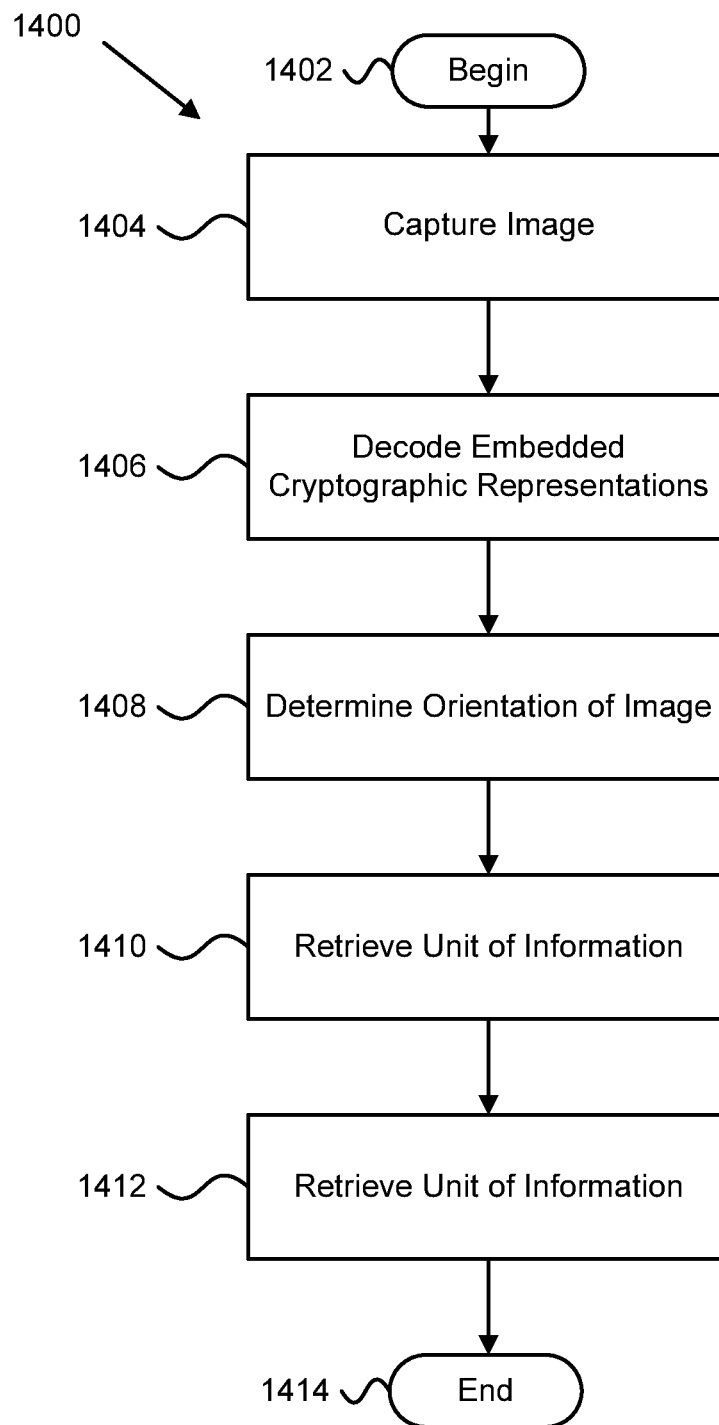 1400
1402
Begin
1404
Capture Image
1406
Decode Embedded
Cryptographic Representations
1408
Determine Orientation of Image
1410
Retrieve Unit of Information
1412
Retrieve Unit of Information
1414
End